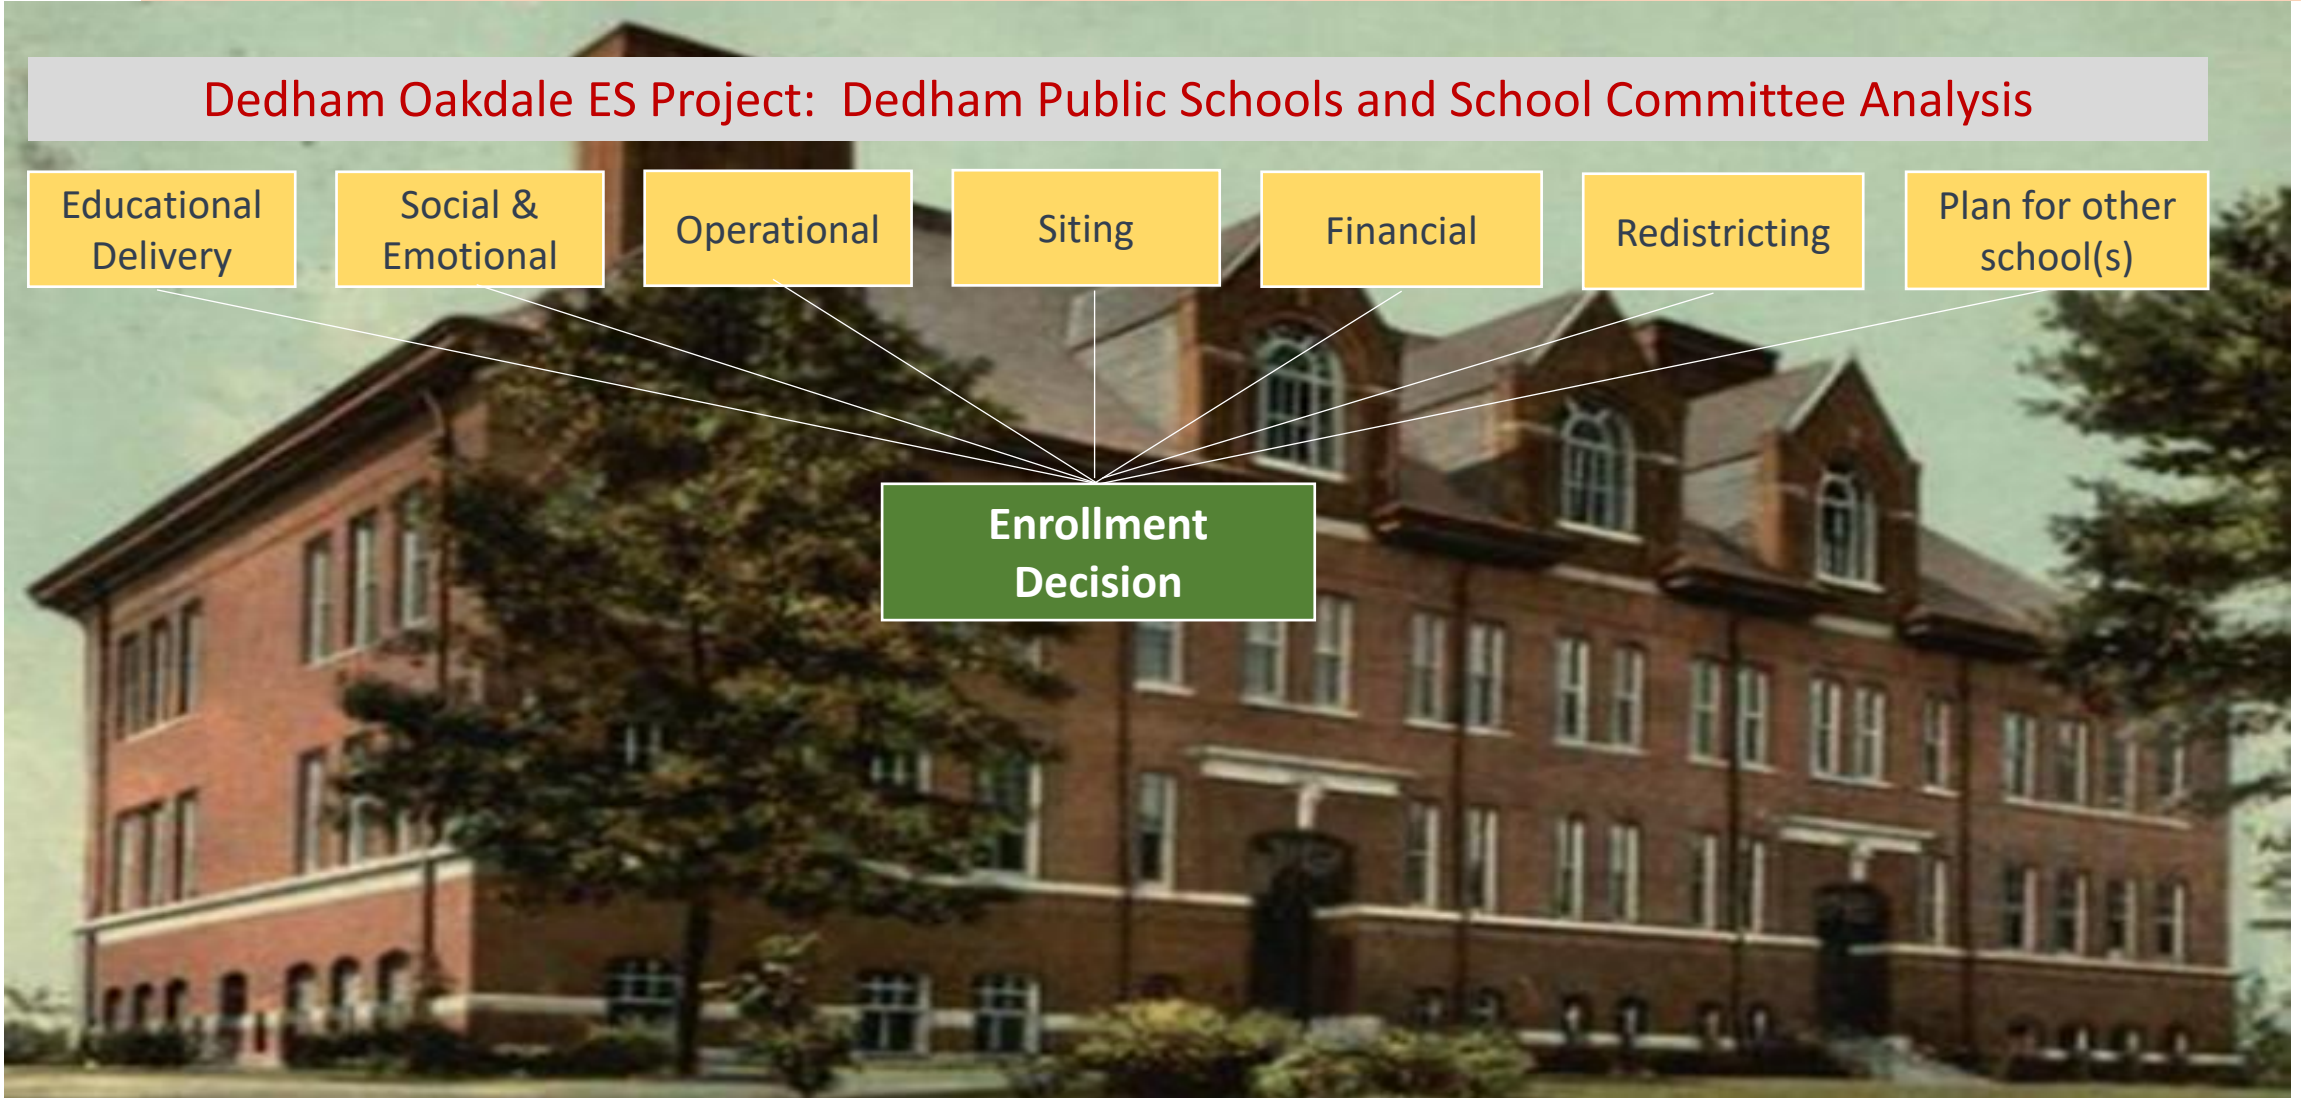 Dedham Oakdale ES Project:  Dedham Public Schools and School Committee Analysis
Educational
Delivery
Social &
Emotional
Operational
Siting
Financial
Redistricting
Plan for other
school(s)
Enrollment
Decision